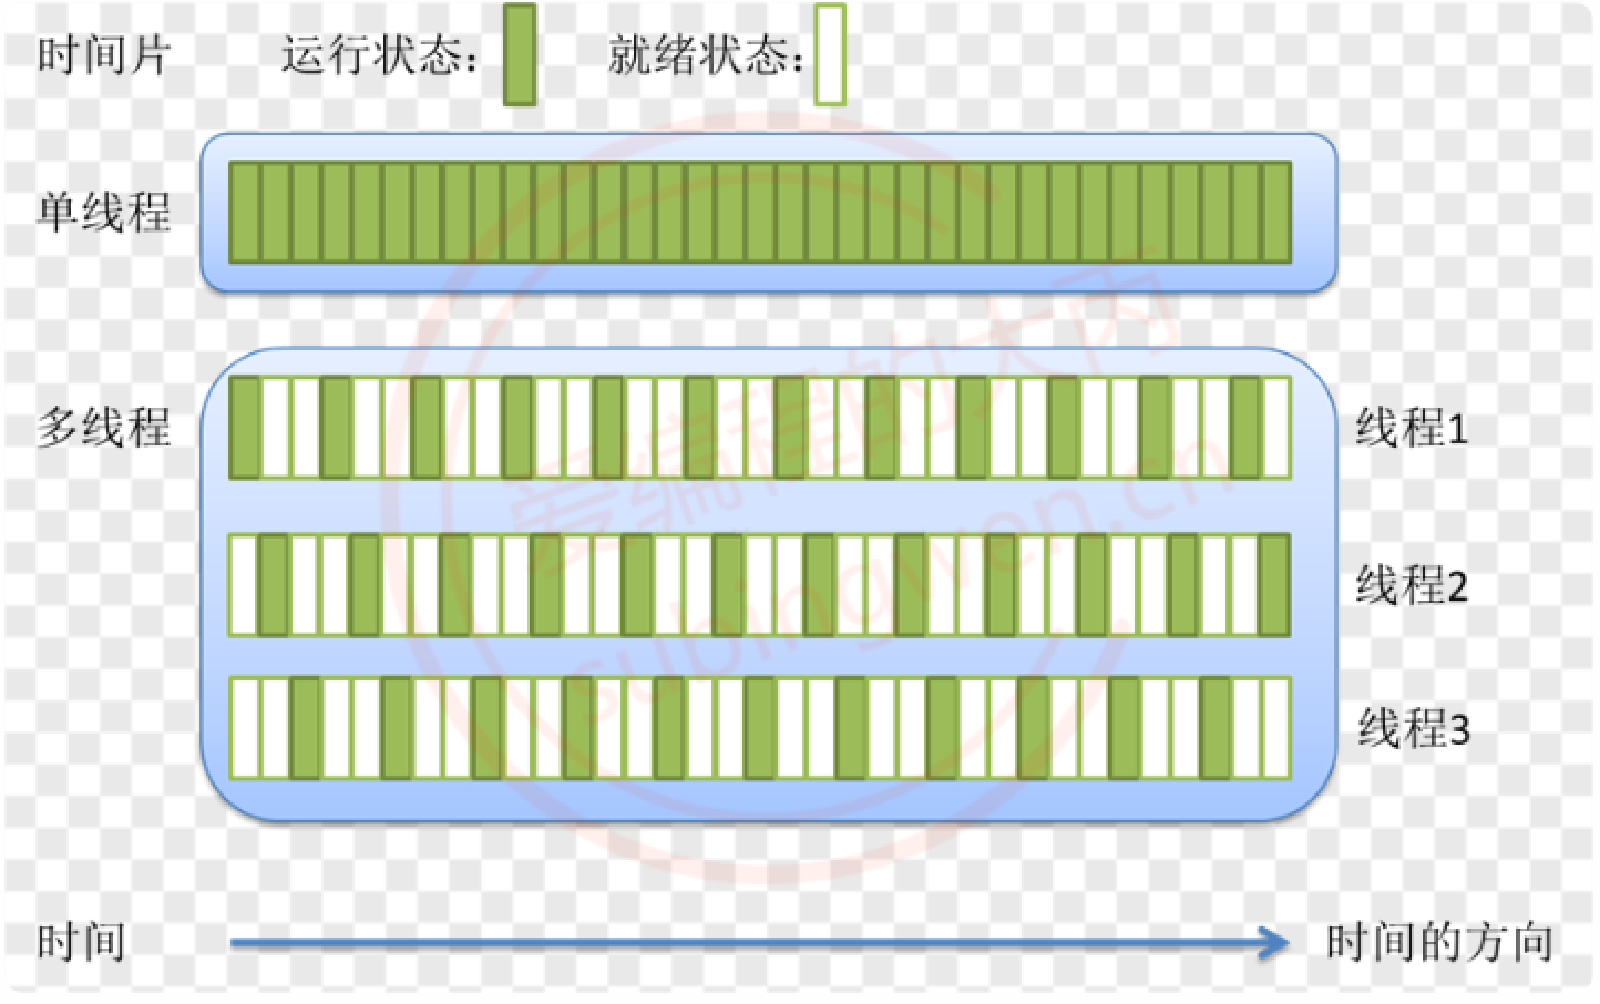 时间片 运行状态： 就绪状态：
单线程
多线程 线程1
线程2
线程3
时间 时间的方向
爱编程的大丙
subingwen.cn